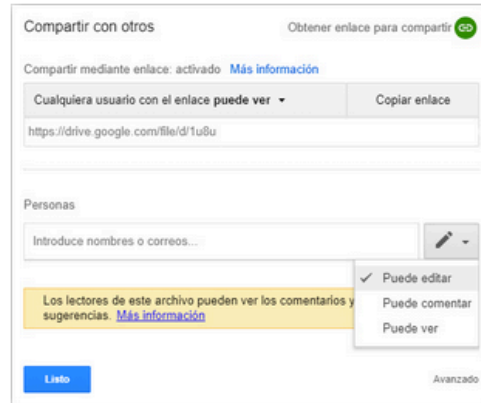 Compartir con otros
Obtener enlace para compartir
Compartir mediante enlace: activado Más información
Cualquiera usuario con el enlace puede ver
Copiar enlace
https://drive.google.com/file/d/1u8u
Personas
Introduce nombres o correos...
Puede editar
Puede comentar
Puede ver
Los lectores de este archivo pueden ver los comentarios y
sugerencias. Más información
Listo
Avanzado